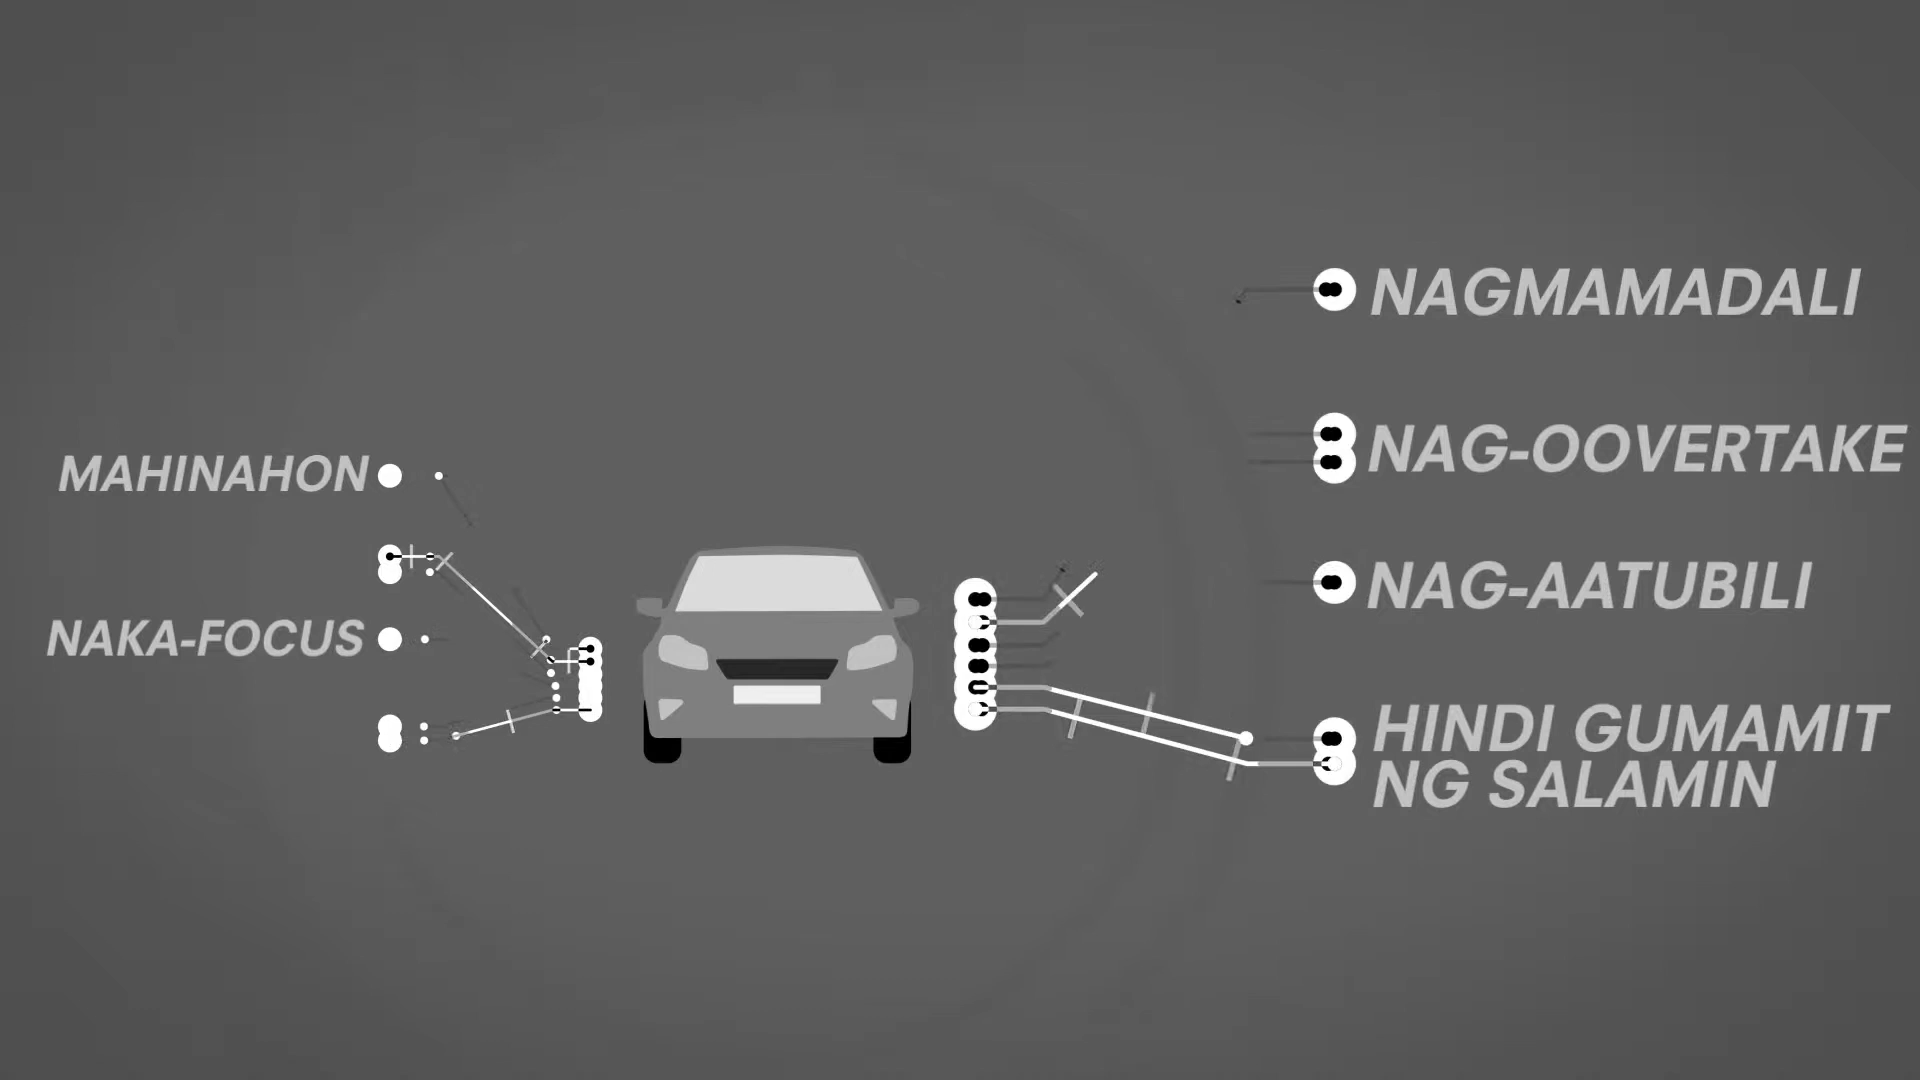 MAHINAHON
NAKA-FOCUS
NAGMAMADALI
NAG-OOVERTAKE
NAG-AATUBILI
HINDI GUMAMIT
NG SALAMIN